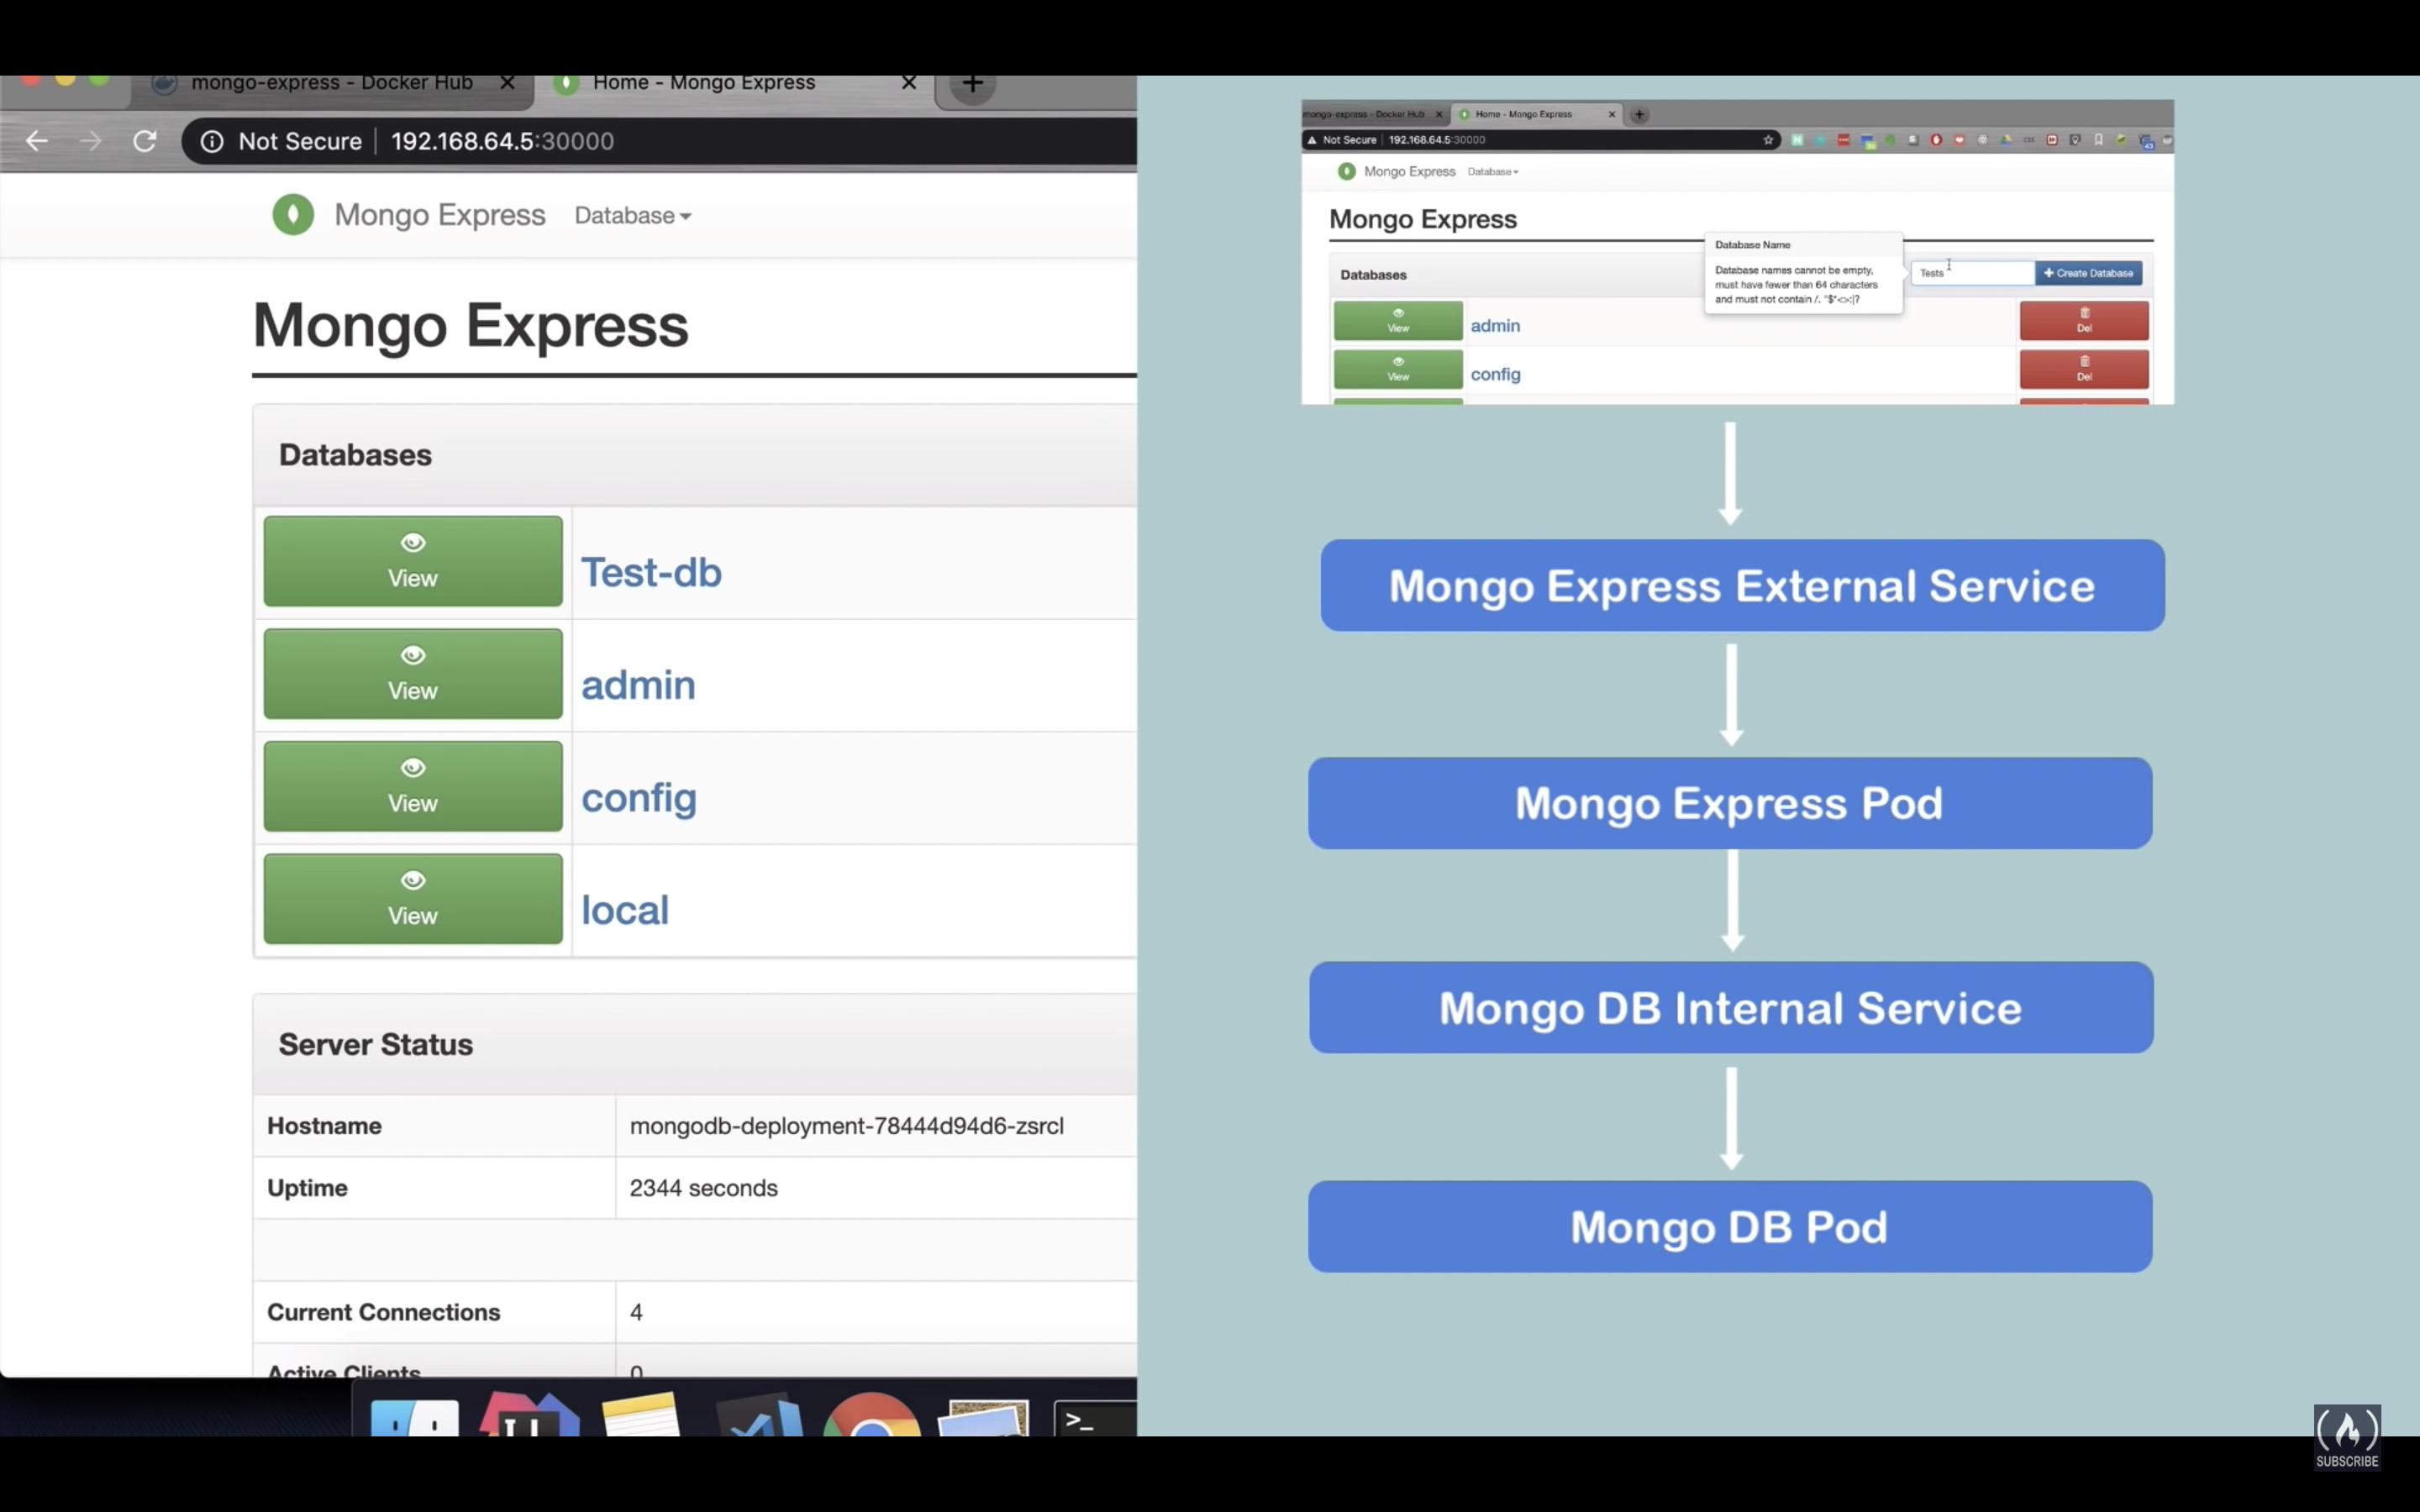 mongo-express - Docker Hub
Home - Mongo Express
Not Secure 192.168.64.5:30000
Mongo Express Database
Mongo Express
Databases
View Test-db
View admin
View config
View local
Server Status
Hostname mongodb-deployment-78444d94d6-zsrcl
Uptime 2344 seconds
Current Connections 4
Active Clients 0
mongo-express - Docker Hub
Home - Mongo Express
Not Secure 192.168.64.5:30000
Mongo Express Database
Mongo Express
Database Name
Database names cannot be empty,
must have fewer than 64 characters
and must not contain /. "$*<>:|?
Databases
Tests
+ Create Database
View admin Del
View config Del
Mongo Express External Service
Mongo Express Pod
Mongo DB Internal Service
Mongo DB Pod
SUBSCRIBE